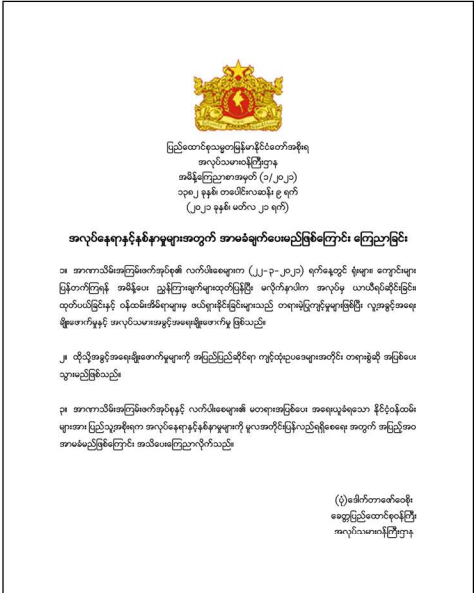 ပြည်ထောင်စုသမ္မတမြန်မာနိုင်ငံတော်အစိုးရ
အလုပ်သမားဝန်ကြီးဌာန
အမိန့်ကြေညာစာအမှတ် (၁/၂၀၂၁)
၁၃၈၂ ခုနှစ်၊ တပေါင်းလဆန်း ၉ ရက်
(၂၀၂၁ ခုနှစ်၊ မတ်လ ၂၁ ရက်)
အလုပ်နေရာနှင့်နစ်နာမှုများအတွက် အာမခံချက်ပေးမည်ဖြစ်ကြောင်း ကြေညာခြင်း
၁။ အာဏာသိမ်းအကြမ်းဖက်အုပ်စု၏ လက်ပါးစေများက (၂၂-၃-၂၀၂၁) ရက်နေ့တွင် ရုံးများ၊ ကျောင်းများ
ပြန်တက်ကြရန် အမိန့်ပေး ညွှန်ကြားချက်များထုတ်ပြန်ပြီး မလိုက်နာပါက အလုပ်မှ ယာယီရပ်ဆိုင်းခြင်း၊
ထုတ်ပယ်ခြင်းနှင့် ဝန်ထမ်းအိမ်ရာများမှ ဖယ်ရှားခိုင်းခြင်းများသည် တရားမဲ့ပြုကျင့်မှုများဖြစ်ပြီး လူ့အခွင့်အရေး
ချိုးဖောက်မှုနှင့် အလုပ်သမားအခွင့်အရေးချိုးဖောက်မှု ဖြစ်သည်။
၂။ ထိုသို့အခွင့်အရေးချိုးဖောက်မှုများကို အပြည်ပြည်ဆိုင်ရာ ကျင့်ထုံးဥပဒေများအတိုင်း တရားစွဲဆို အပြစ်ပေး
သွားမည်ဖြစ်သည်။
၃။ အာဏာသိမ်းအကြမ်းဖက်အုပ်စုနှင့် လက်ပါးစေများ၏ မတရားအပြစ်ပေး အရေးယူခံရသော နိုင်ငံ့ဝန်ထမ်း
များအား ပြည်သူ့အစိုးရက အလုပ်နေရာနှင့်နစ်နာမှုများကို မူလအတိုင်းပြန်လည်ရရှိစေရေး အတွက် အပြည့်အဝ
အာမခံမည်ဖြစ်ကြောင်း အသိပေးကြေညာလိုက်သည်။
(ပုံ)ဒေါက်တာဇော်ဝေစိုး
ခေတ္တပြည်ထောင်စုဝန်ကြီး
အလုပ်သမားဝန်ကြီးဌာန